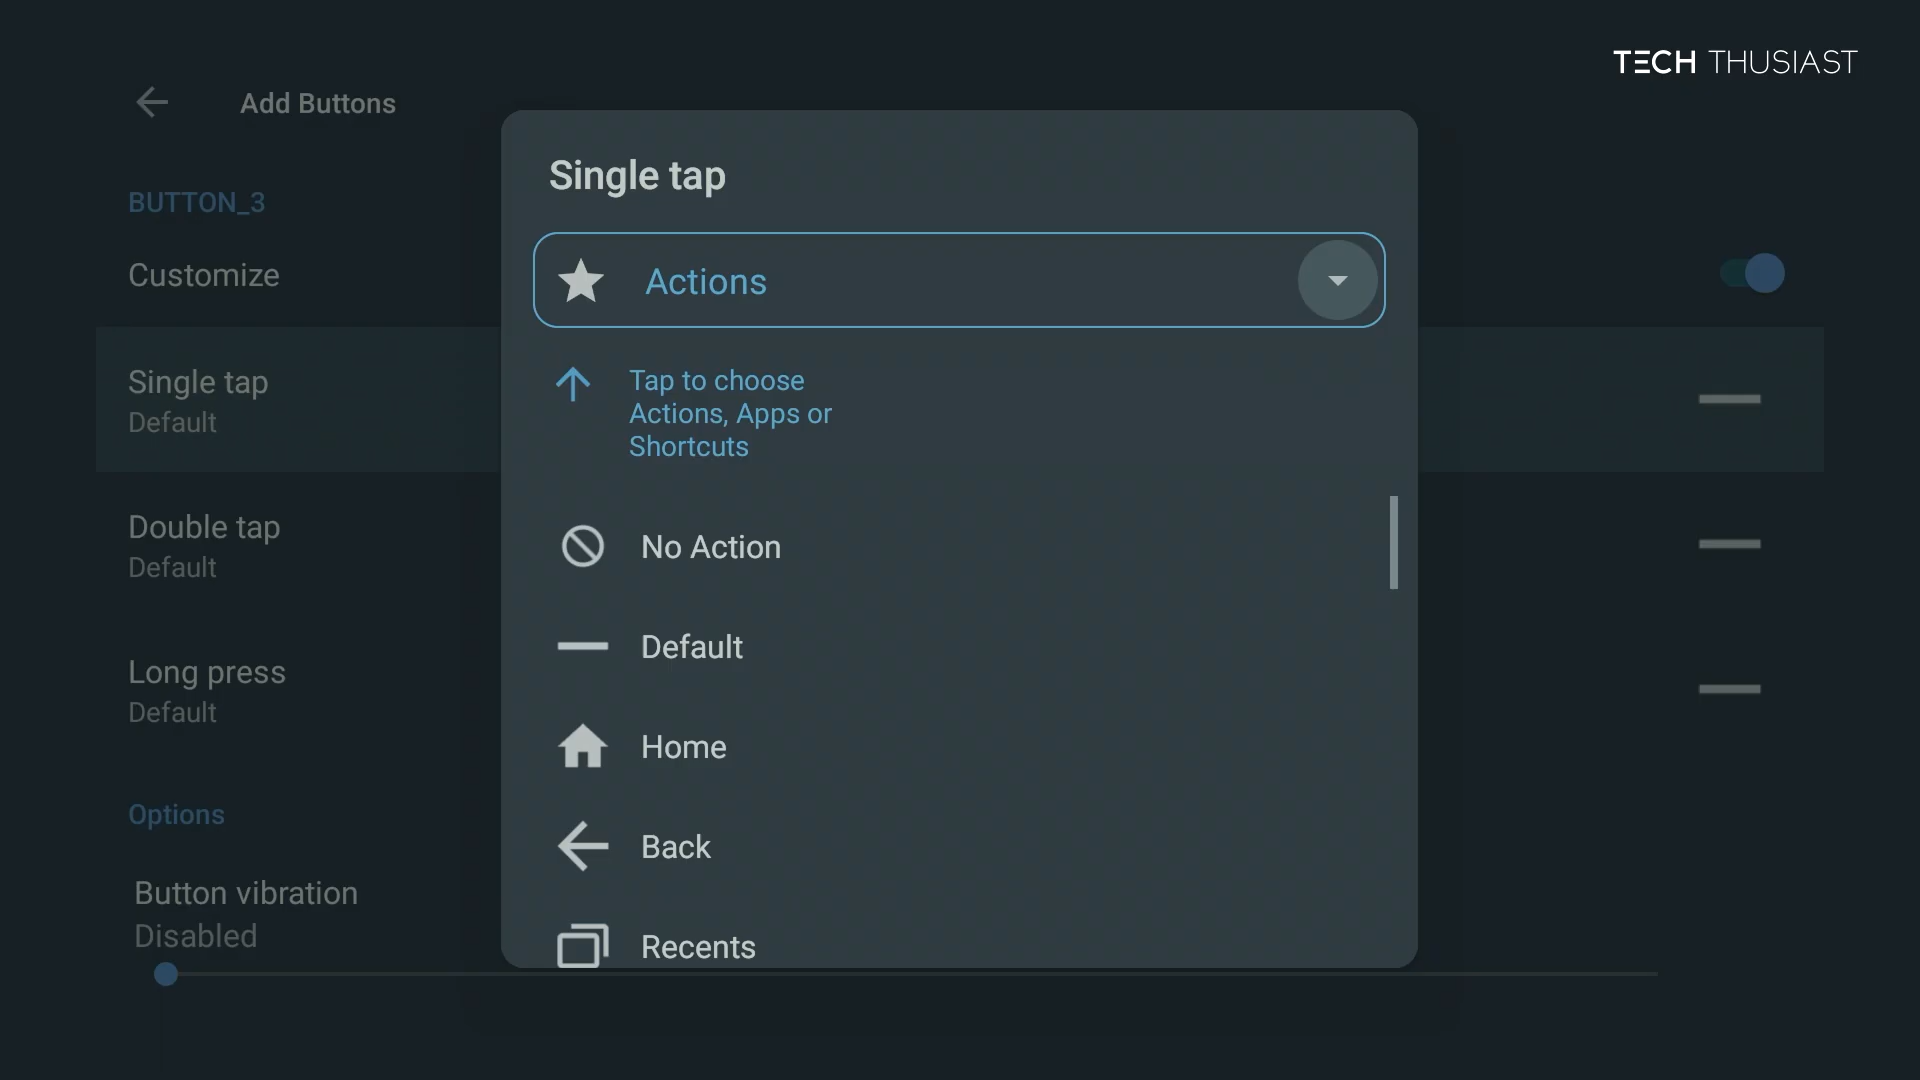 TECH THUSIAST
Add Buttons
BUTTON_3
Customize
Single tap
Default
Double tap
Default
Long press
Default
Options
Button vibration
Disabled
Single tap
Actions
Tap to choose
Actions, Apps or
Shortcuts
No Action
Default
Home
Back
Recents